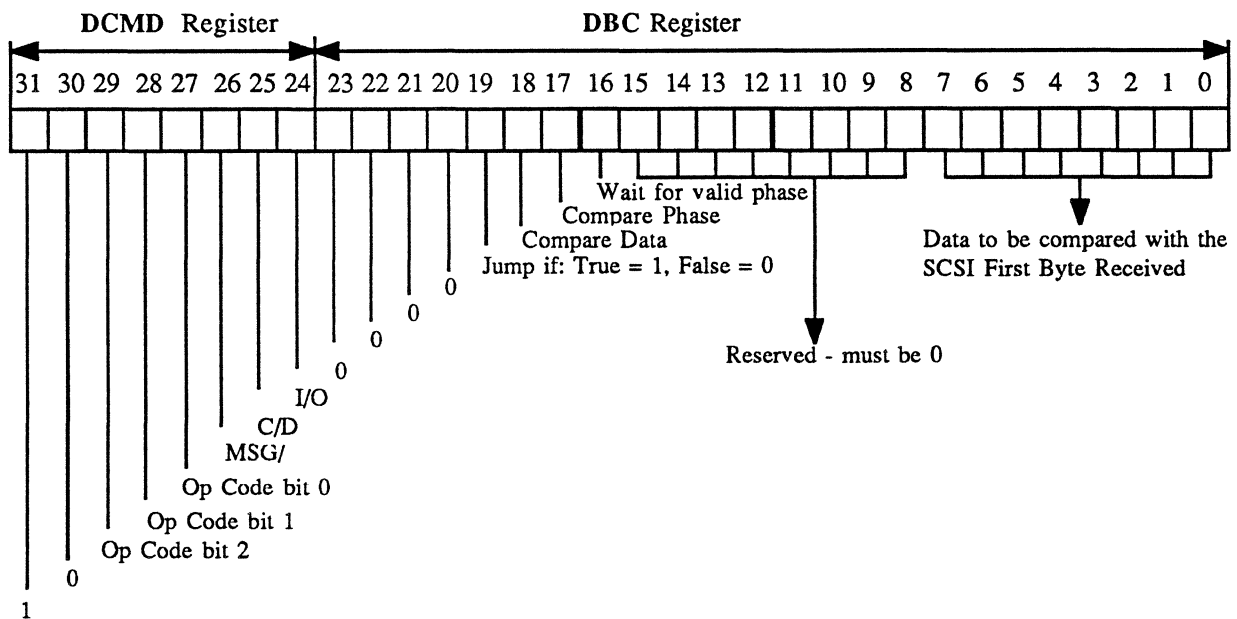 DCMD Register DBC Register
31 30 29 28 27 26 25 24 23 22 21 20 19 18 17 16 15 14 13 12 11 10 9 8 7 6 5 4 3 2 1 0
Wait for valid phase
Compare Phase
Compare Data
Jump if: True = 1, False = 0
Data to be compared with the
SCSI First Byte Received
0
0
0
0
Reserved - must be 0
I/O
C/D
MSG/
Op Code bit 0
Op Code bit 1
Op Code bit 2
0
1